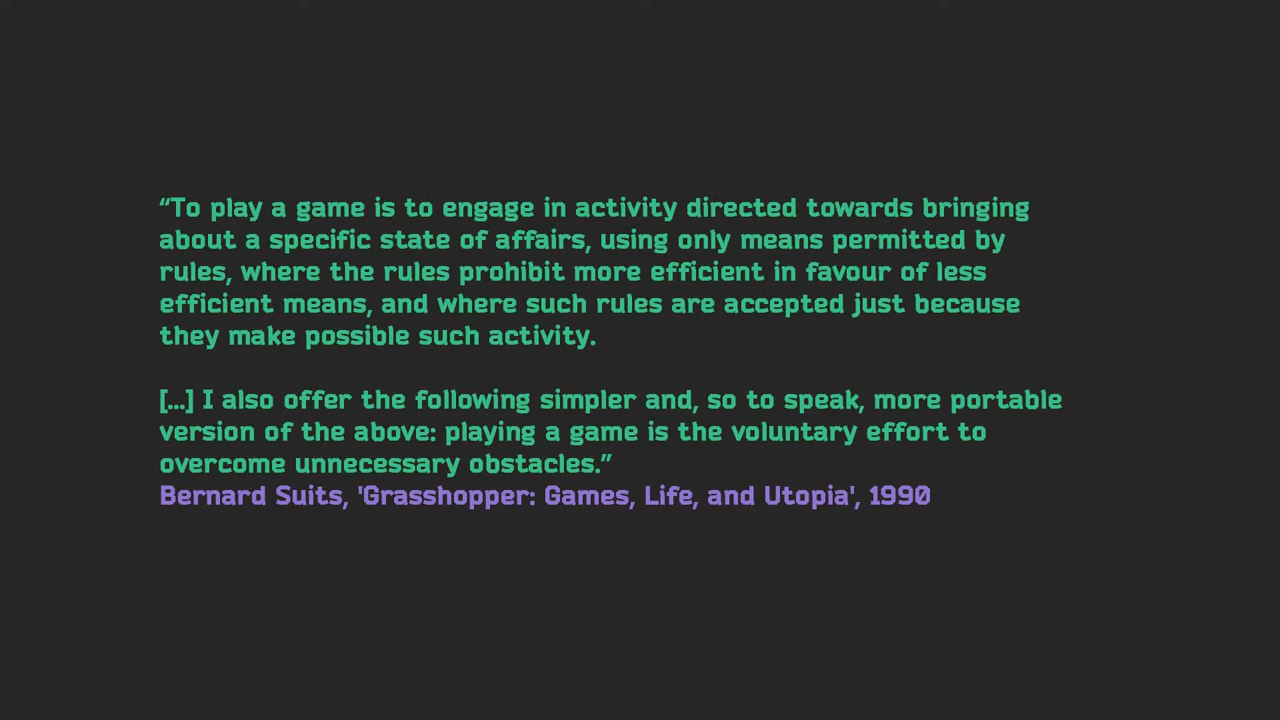 “To play a game is to engage in activity directed towards bringing
about a specific state of affairs, using only means permitted by
rules, where the rules prohibit more efficient in favour of less
efficient means, and where such rules are accepted just because
they make possible such activity.
[...] I also offer the following simpler and, so to speak, more portable
version of the above: playing a game is the voluntary effort to
overcome unnecessary obstacles.”
Bernard Suits, 'Grasshopper: Games, Life, and Utopia', 1990